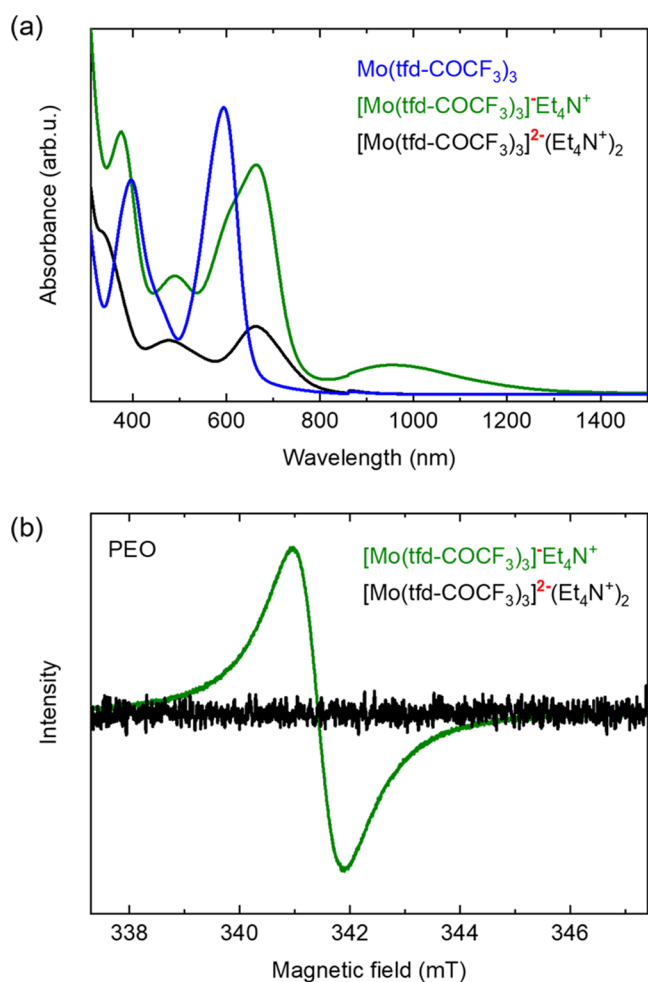 (a)
Mo(tfd-COCF₃)₃
[Mo(tfd-COCF₃)₃]⁻Et₄N⁺
[Mo(tfd-COCF₃)₃]²⁻(Et₄N⁺)₂
Absorbance (arb.u.)
400 600 800 1000 1200 1400
Wavelength (nm)
(b)
PEO
[Mo(tfd-COCF₃)₃]⁻Et₄N⁺
[Mo(tfd-COCF₃)₃]²⁻(Et₄N⁺)₂
Intensity
338 340 342 344 346
Magnetic field (mT)